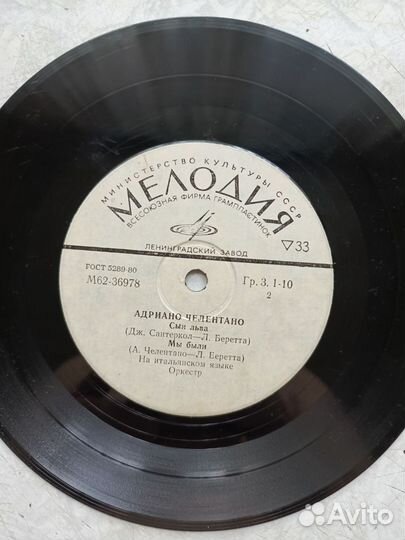 МИНИСТЕРСТВО КУЛЬТУРЫ СССР
МЕЛОДИЯ
ВСЕСОЮЗНАЯ ФИРМА ГРАМПЛАСТИНОК
ЛЕНИНГРАДСКИЙ ЗАВОД
▽33
ГОСТ 5289-80
М62-36978
Гр. 3. 1-10
2
АДРИАНО ЧЕЛЕНТАНО
Сын льва
(Дж. Сантеркол—Л. Беретта)
Мы были
(А. Челентано—Л. Беретта)
На итальянском языке
Оркестр
Avito